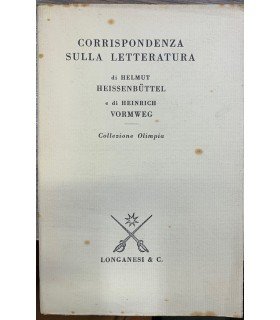 CORRISPONDENZA
SULLA LETTERATURA
di HELMUT
HEISSENBÜTTEL
e di HEINRICH
VORMWEG
Collezione Olimpia
LONGANESI & C.